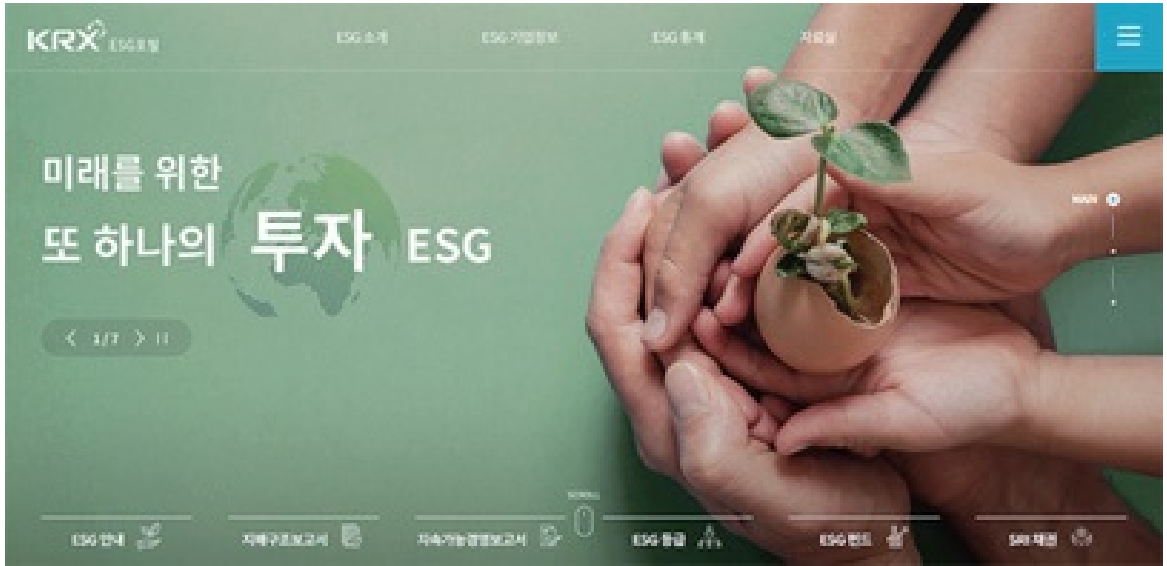 KRX ESG포털
ESG 소개 ESG 기업정보 ESG 통계 자료실
미래를 위한
또 하나의 투자 ESG
MAIN
1/7
SCROLL
ESG 안내 지배구조보고서 지속가능경영보고서 ESG 등급 ESG 펀드 SRI 채권